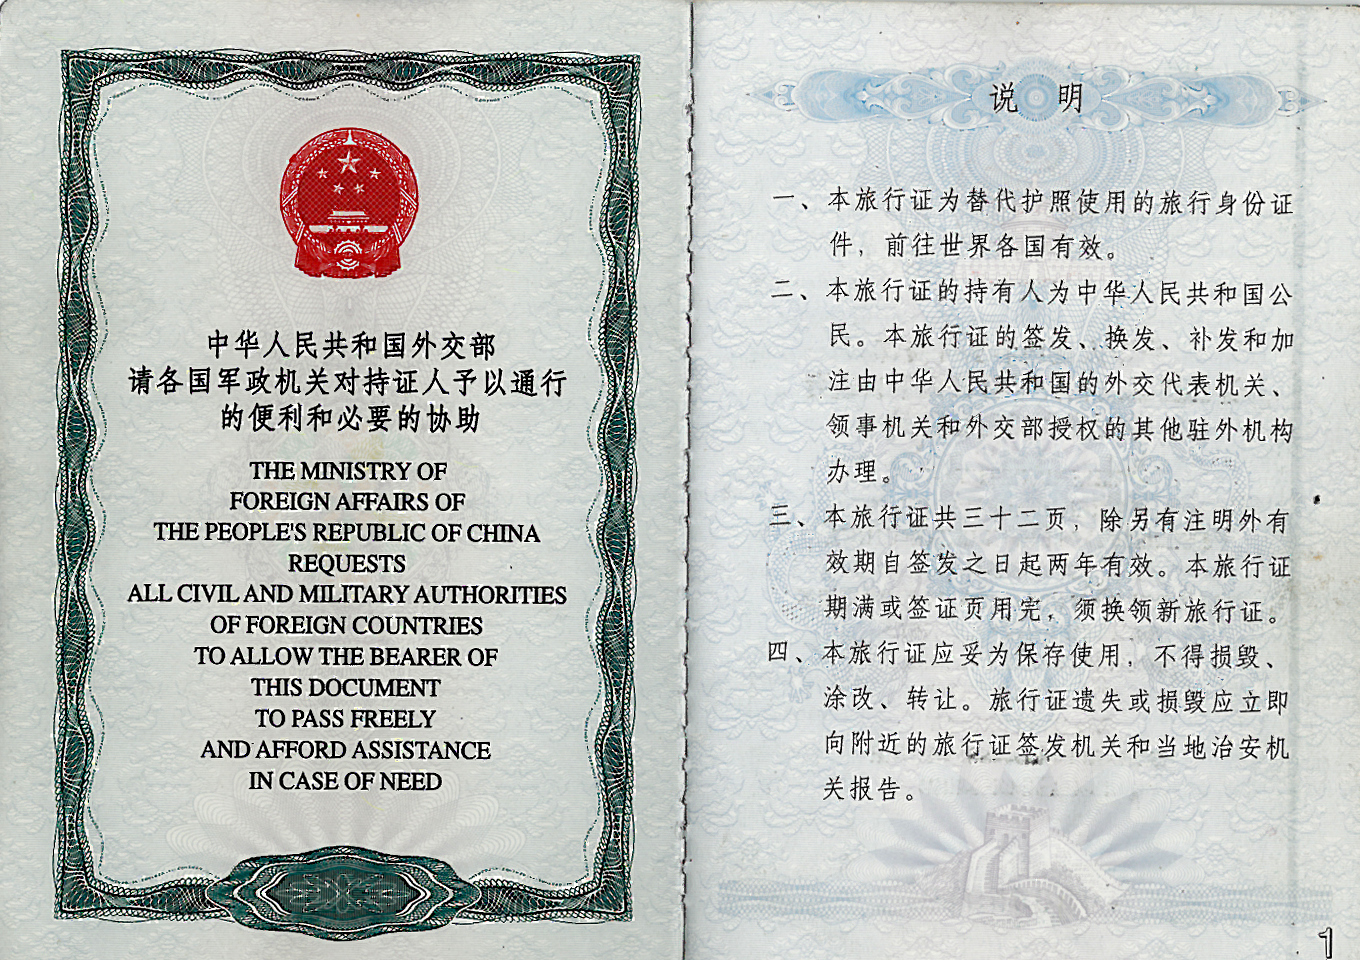 中华人民共和国外交部
请各国军政机关对持证人予以通行
的便利和必要的协助
THE MINISTRY OF
FOREIGN AFFAIRS OF
THE PEOPLE'S REPUBLIC OF CHINA
REQUESTS
ALL CIVIL AND MILITARY AUTHORITIES
OF FOREIGN COUNTRIES
TO ALLOW THE BEARER OF
THIS DOCUMENT
TO PASS FREELY
AND AFFORD ASSISTANCE
IN CASE OF NEED
说 明
一、本旅行证为替代护照使用的旅行身份证
件，前往世界各国有效。
二、本旅行证的持有人为中华人民共和国公
民。本旅行证的签发、换发、补发和加
注由中华人民共和国的外交代表机关、
领事机关和外交部授权的其他驻外机构
办理。
三、本旅行证共三十二页，除另有注明外有
效期自签发之日起两年有效。本旅行证
期满或签证页用完，须换领新旅行证。
四、本旅行证应妥为保存使用，不得损毁、
涂改、转让。旅行证遗失或损毁应立即
向附近的旅行证签发机关和当地治安机
关报告。
1